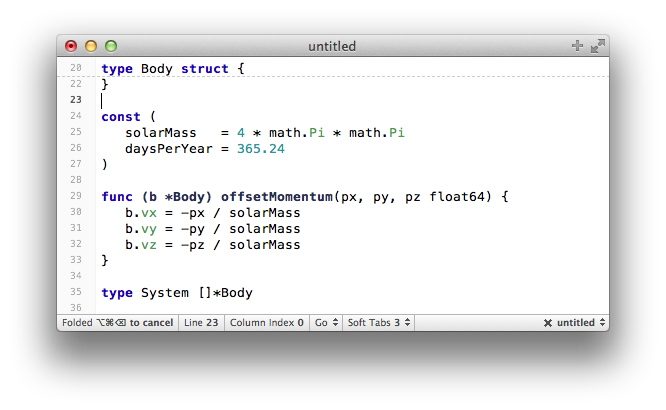 untitled
20 type Body struct {
22 }
23
24 const (
25 solarMass   = 4 * math.Pi * math.Pi
26 daysPerYear = 365.24
27 )
28
29 func (b *Body) offsetMomentum(px, py, pz float64) {
30 b.vx = −px / solarMass
31 b.vy = −py / solarMass
32 b.vz = −pz / solarMass
33 }
34
35 type System []*Body
36
Folded ⌥⌘⌫ to cancel Line 23 Column Index 0 Go Soft Tabs 3 untitled